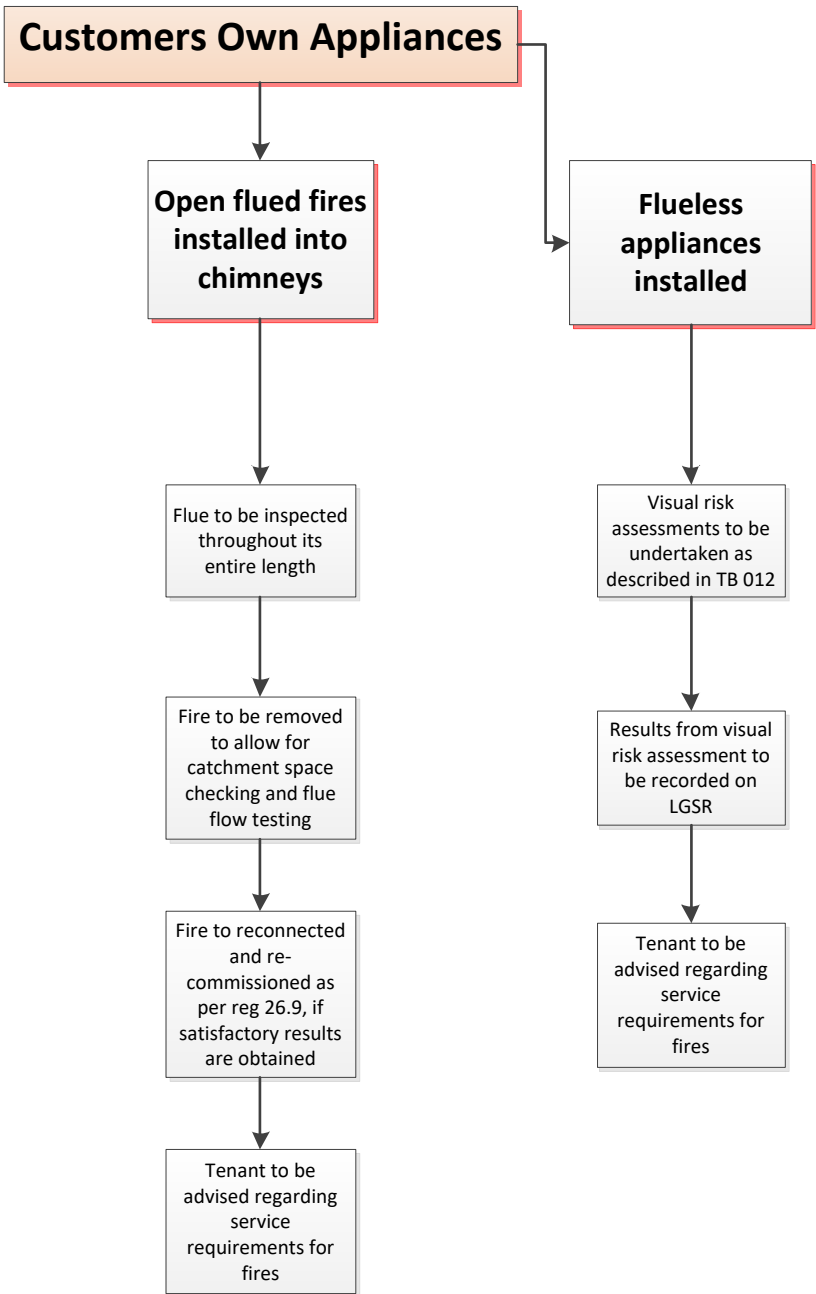 Customers Own Appliances
Open flued fires
installed into
chimneys
Flue to be inspected
throughout its
entire length
Fire to be removed
to allow for
catchment space
checking and flue
flow testing
Fire to reconnected
and re-
commissioned as
per reg 26.9, if
satisfactory results
are obtained
Tenant to be
advised regarding
service
requirements for
fires
Flueless
appliances
installed
Visual risk
assessments to be
undertaken as
described in TB 012
Results from visual
risk assessment to
be recorded on
LGSR
Tenant to be
advised regarding
service
requirements for
fires